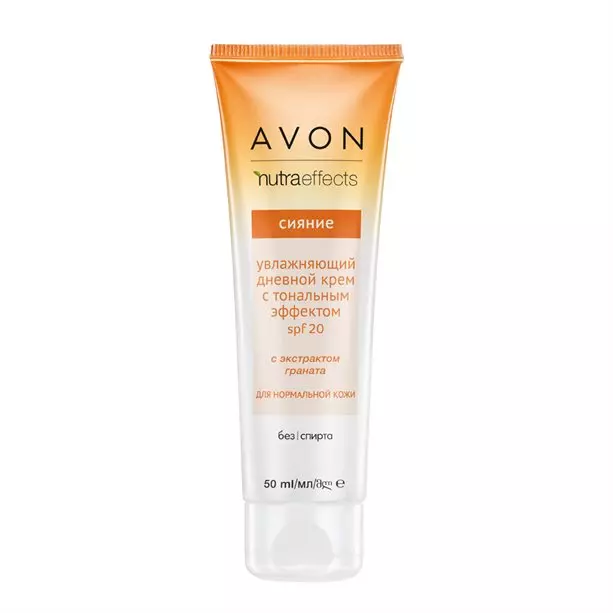 AVON
nutraeffects
сияние
увлажняющий
дневной крем
с тональным
эффектом
spf 20
с экстрактом
граната
ДЛЯ НОРМАЛЬНОЙ КОЖИ
без|спирта
50 ml/мл/მლ ℮